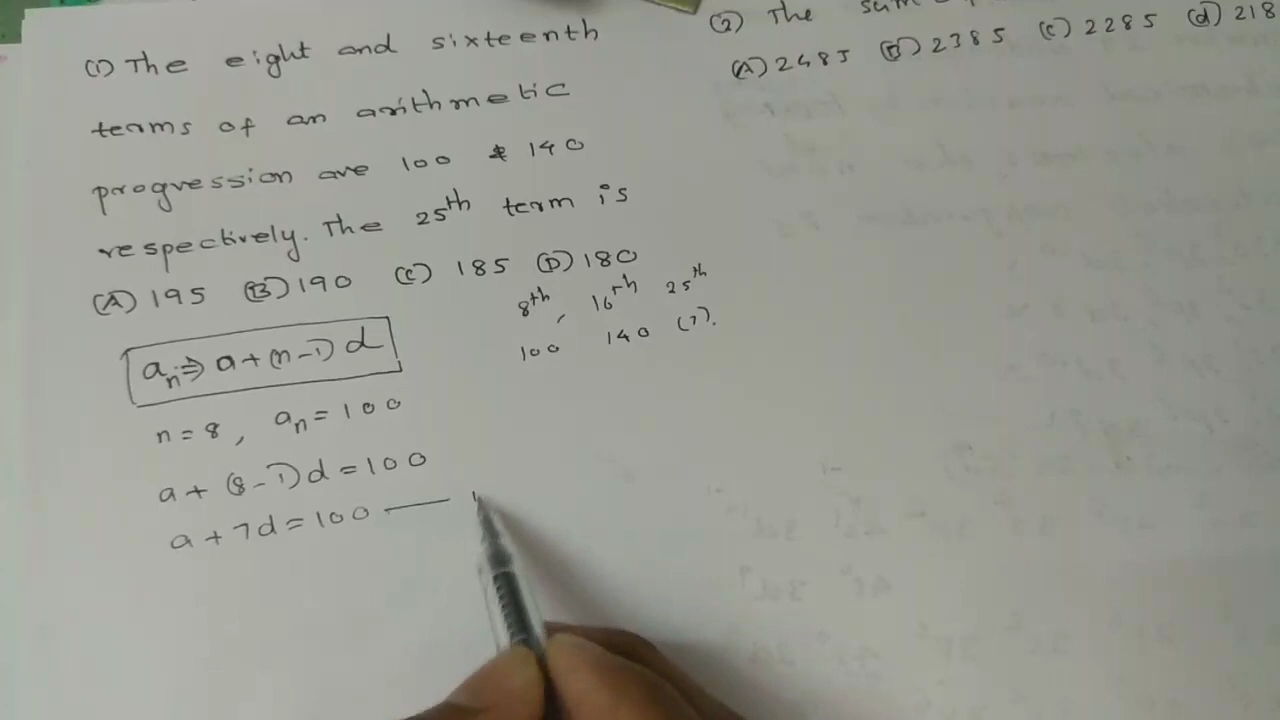 (1) The eight and sixteenth
terms of an arithmetic
progression are 100 & 140
respectively. The 25th term is
(A) 195 (B) 190 (C) 185 (D) 180
8th, 16th 25th
100 140 (?).
an ⇒ a + (n-1) d
n = 8, an = 100
a + (8-1)d = 100
a + 7d = 100 —
(2) The sum
(A) 2485 (B) 2385 (C) 2285 (d) 218